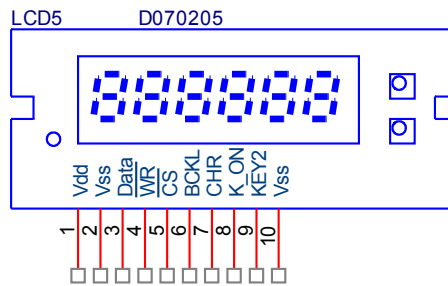 LCD5 D070205
888888
Vdd
Vss
Data
WR
CS
BCKL
CHR
K_ON
KEY2
Vss
1
2
3
4
5
6
7
8
9
10